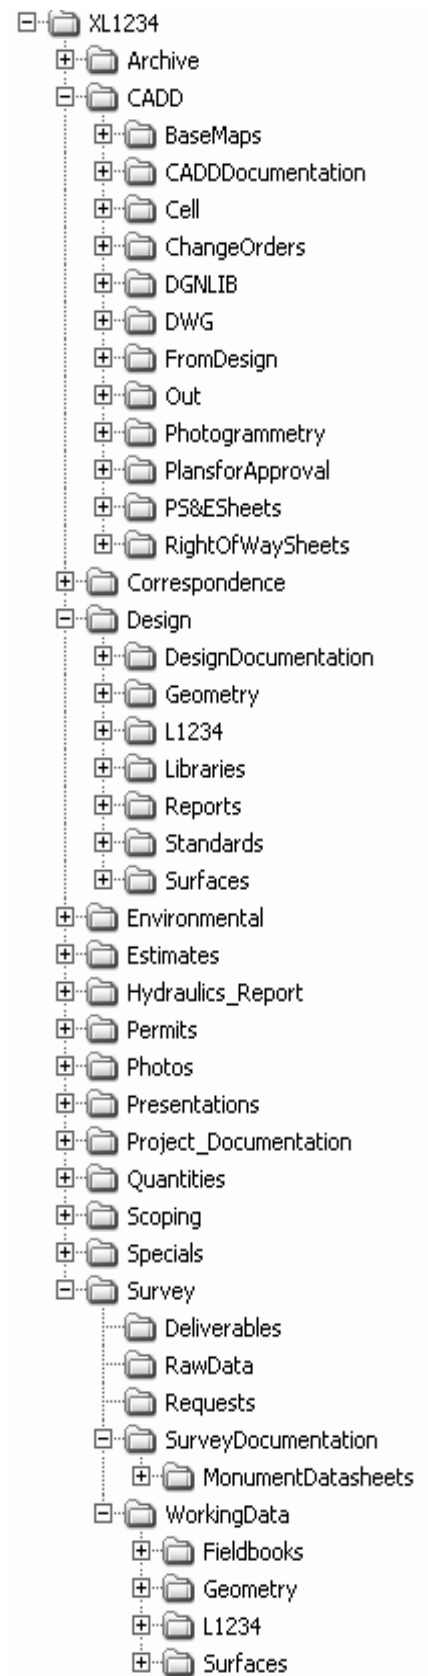 XL1234
Archive
CADD
BaseMaps
CADDDocumentation
Cell
ChangeOrders
DGNLIB
DWG
FromDesign
Out
Photogrammetry
PlansforApproval
PS&ESheets
RightOfWaySheets
Correspondence
Design
DesignDocumentation
Geometry
L1234
Libraries
Reports
Standards
Surfaces
Environmental
Estimates
Hydraulics_Report
Permits
Photos
Presentations
Project_Documentation
Quantities
Scoping
Specials
Survey
Deliverables
RawData
Requests
SurveyDocumentation
MonumentDatasheets
WorkingData
Fieldbooks
Geometry
L1234
Surfaces